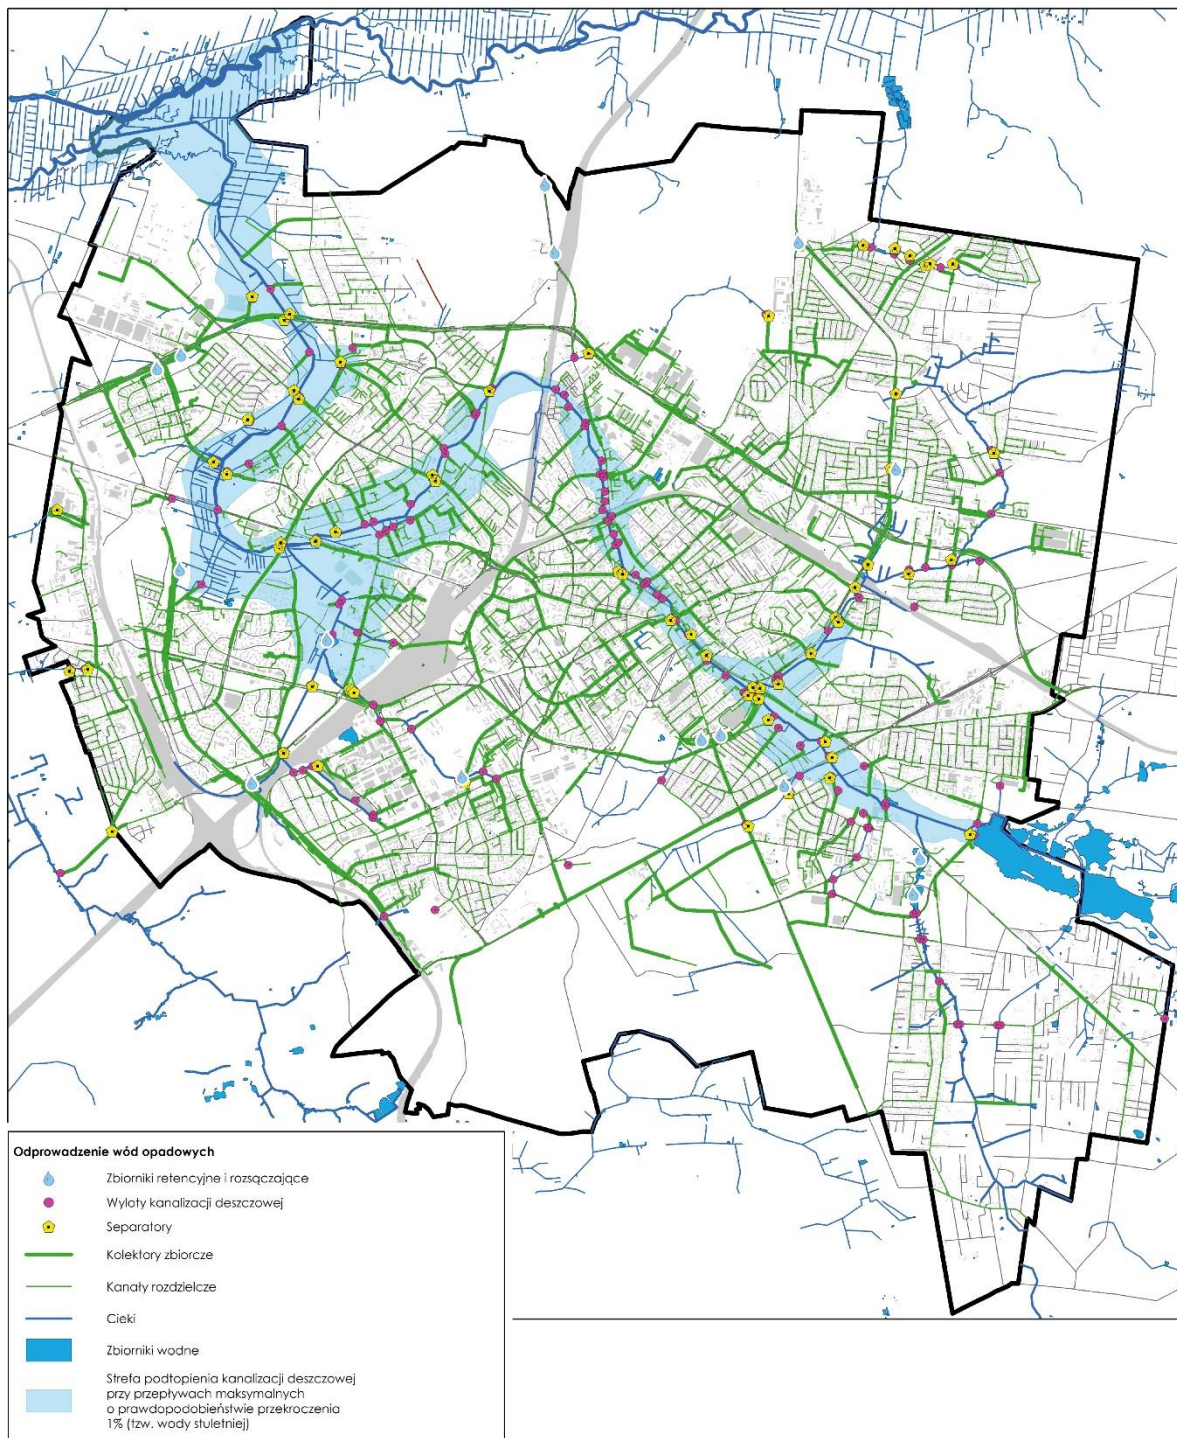 SUPRAŚL
Odprowadzenie wód opadowych
Zbiorniki retencyjne i rozsączające
Wyloty kanalizacji deszczowej
Separatory
Kolektory zbiorcze
Kanały rozdzielcze
Cieki
Zbiorniki wodne
Strefa podtopienia kanalizacji deszczowej
przy przepływach maksymalnych
o prawdopodobieństwie przekroczenia
1% (tzw. wody stuletniej)